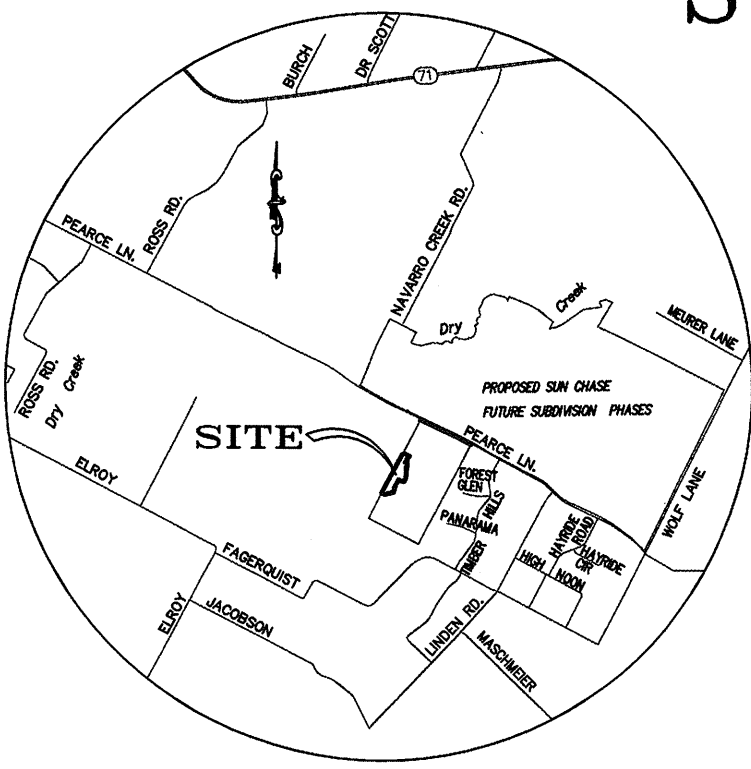 S
BURCH
DR SCOTT
71
ROSS RD.
PEARCE LN.
NAVARRO CREEK RD.
Dry
Creek
MEURER LANE
ROSS RD.
Dry Creek
PROPOSED SUN CHASE
FUTURE SUBDIVISION PHASES
SITE
PEARCE LN.
ELROY
FOREST
GLEN
HILLS
PANARAMA
TIMBER
WOLF LANE
HAYRIDE
ROAD
HAYRIDE
CIR
HIGH
NOON
FAGERQUIST
ELROY
JACOBSON
LINDEN RD.
MASCHMEIER